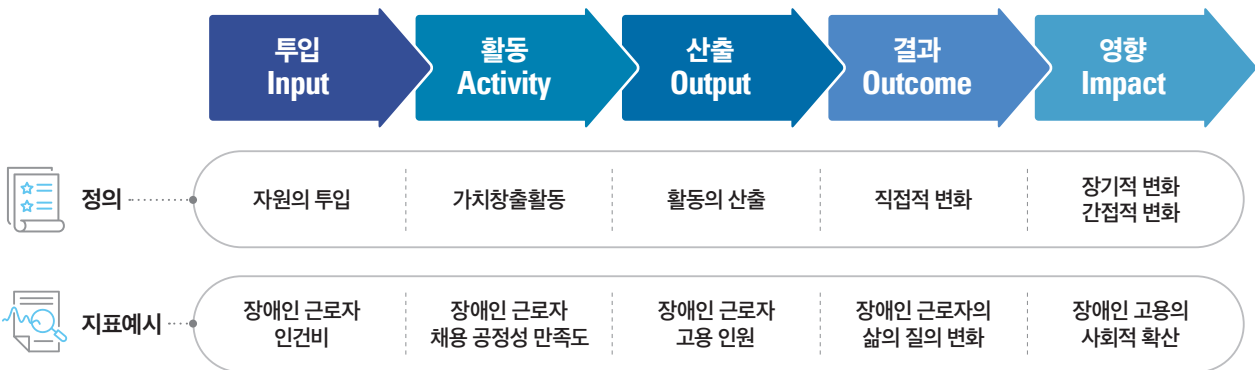 투입
Input
활동
Activity
산출
Output
결과
Outcome
영향
Impact
정의
자원의 투입
가치창출활동
활동의 산출
직접적 변화
장기적 변화
간접적 변화
지표예시
장애인 근로자
인건비
장애인 근로자
채용 공정성 만족도
장애인 근로자
고용 인원
장애인 근로자의
삶의 질의 변화
장애인 고용의
사회적 확산